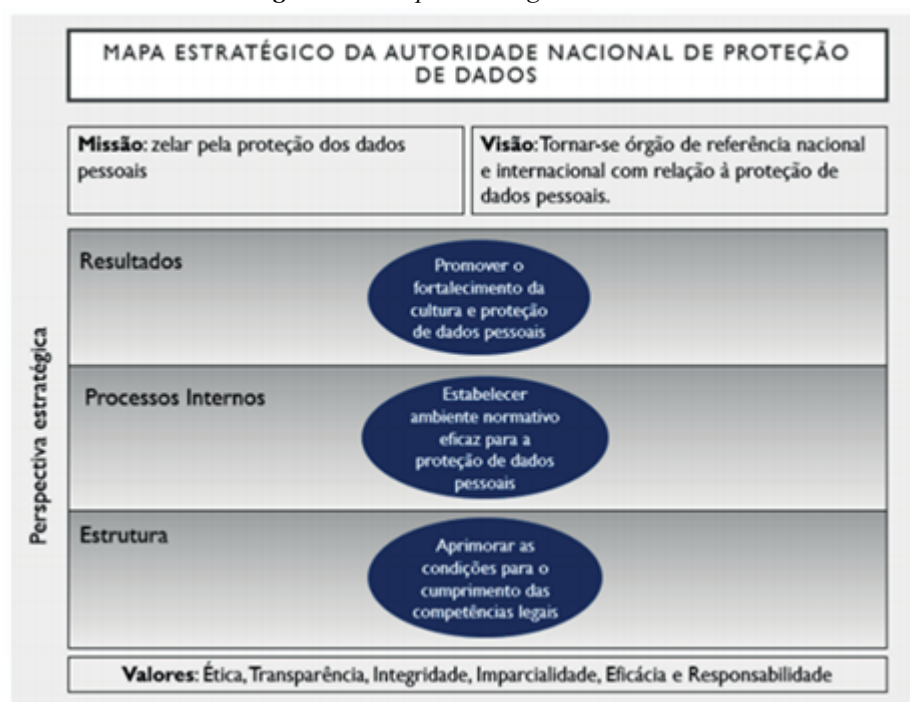 MAPA ESTRATÉGICO DA AUTORIDADE NACIONAL DE PROTEÇÃO
DE DADOS
Missão: zelar pela proteção dos dados
pessoais
Visão: Tornar-se órgão de referência nacional
e internacional com relação à proteção de
dados pessoais.
Perspectiva estratégica
Resultados
Promover o
fortalecimento da
cultura e proteção
de dados pessoais
Processos Internos
Estabelecer
ambiente normativo
eficaz para a
proteção de dados
pessoais
Estrutura
Aprimorar as
condições para o
cumprimento das
competências legais
Valores: Ética, Transparência, Integridade, Imparcialidade, Eficácia e Responsabilidade